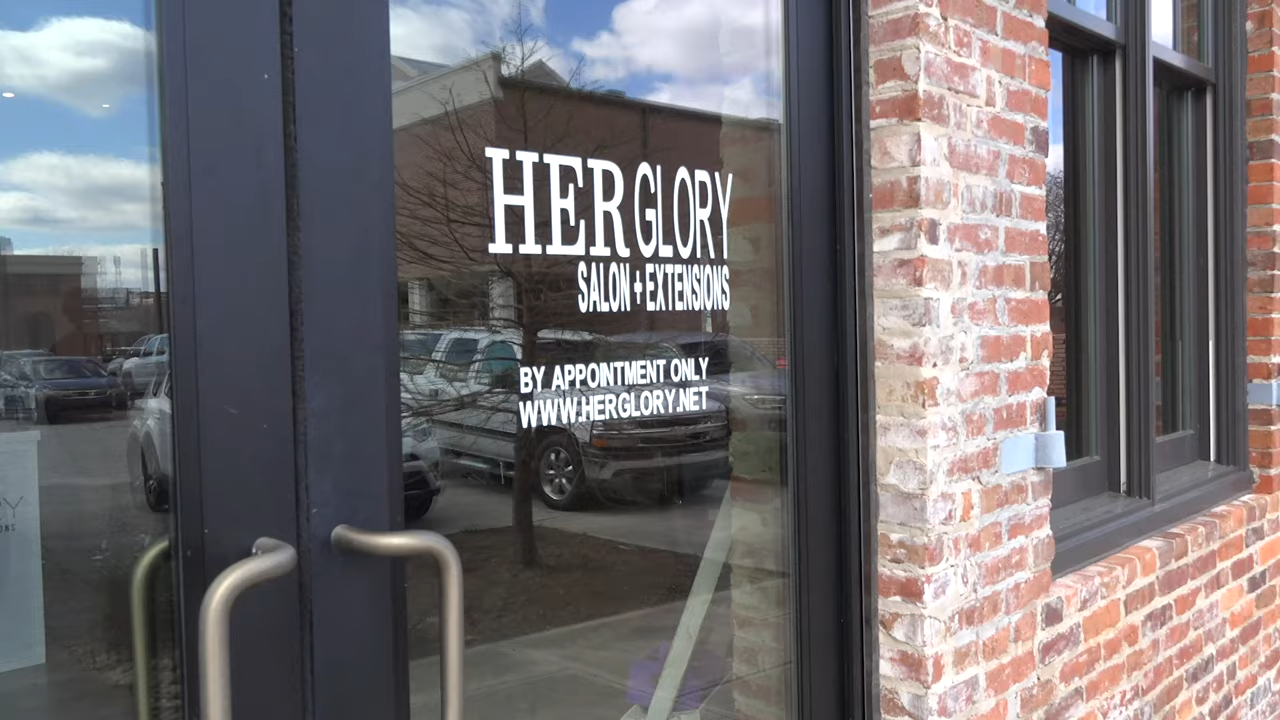 HER GLORY
SALON + EXTENSIONS
BY APPOINTMENT ONLY
WWW.HERGLORY.NET